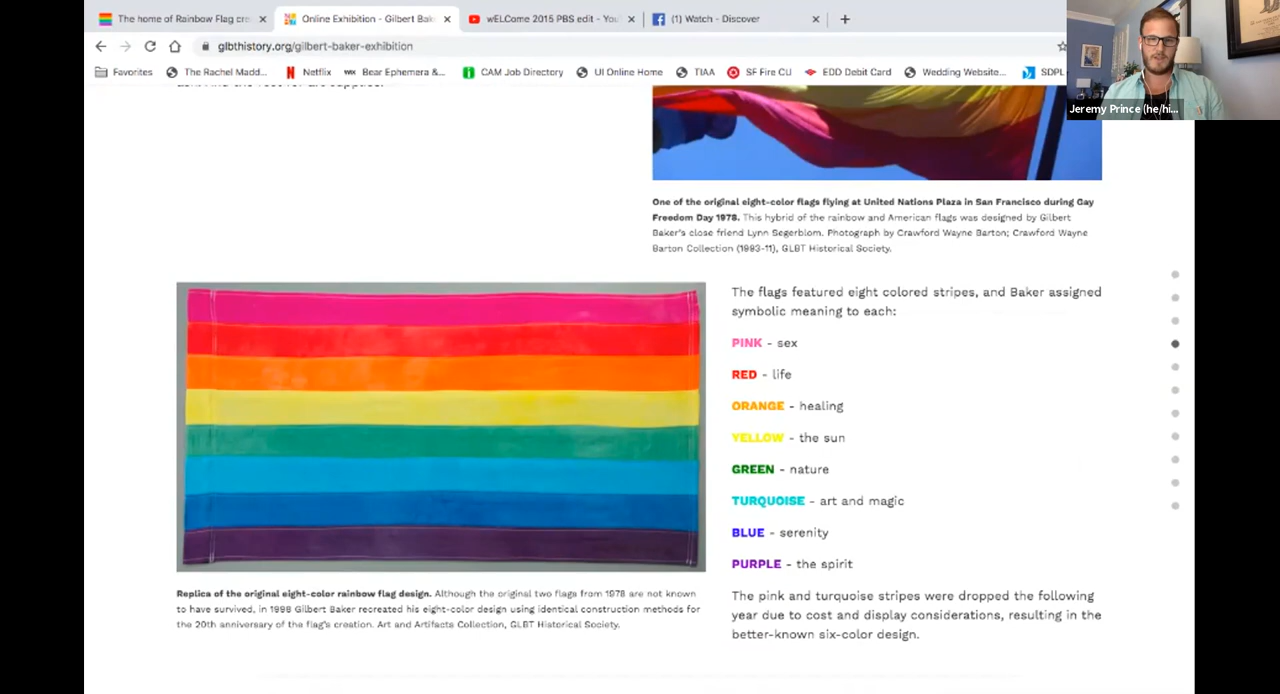 The home of Rainbow Flag cre
Online Exhibition - Gilbert Bak
wELCome 2015 PBS edit - You
(1) Watch - Discover
glbthistory.org/gilbert-baker-exhibition
Favorites
The Rachel Madd...
Netflix
Bear Ephemera &...
CAM Job Directory
UI Online Home
TIAA
SF Fire CU
EDD Debit Card
Wedding Website...
SDPL
Jeremy Prince (he/hi...
One of the original eight-color flags flying at United Nations Plaza in San Francisco during Gay
Freedom Day 1978. This hybrid of the rainbow and American flags was designed by Gilbert
Baker's close friend Lynn Segerblom. Photograph by Crawford Wayne Barton; Crawford Wayne
Barton Collection (1993-11), GLBT Historical Society.
The flags featured eight colored stripes, and Baker assigned
symbolic meaning to each:
PINK - sex
RED - life
ORANGE - healing
YELLOW - the sun
GREEN - nature
TURQUOISE - art and magic
BLUE - serenity
PURPLE - the spirit
Replica of the original eight-color rainbow flag design. Although the original two flags from 1978 are not known
to have survived, in 1998 Gilbert Baker recreated his eight-color design using identical construction methods for
the 20th anniversary of the flag's creation. Art and Artifacts Collection, GLBT Historical Society.
The pink and turquoise stripes were dropped the following
year due to cost and display considerations, resulting in the
better-known six-color design.